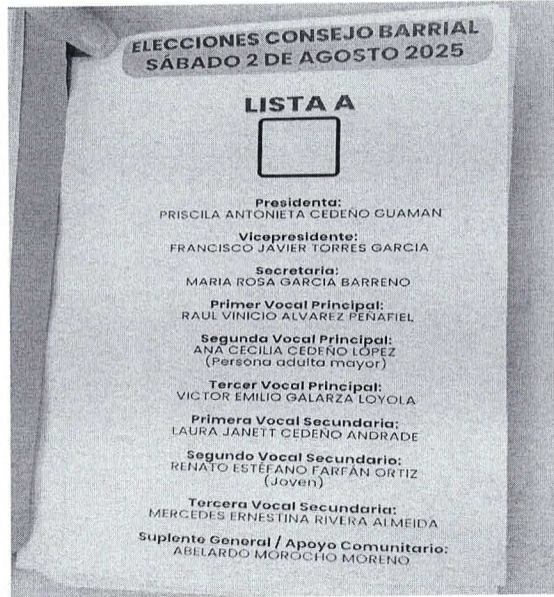 ELECCIONES CONSEJO BARRIAL
SÁBADO 2 DE AGOSTO 2025
LISTA A
Presidenta:
PRISCILA ANTONIETA CEDEÑO GUAMAN
Vicepresidente:
FRANCISCO JAVIER TORRES GARCIA
Secretaria:
MARIA ROSA GARCIA BARRENO
Primer Vocal Principal:
RAUL VINICIO ALVAREZ PEÑAFIEL
Segunda Vocal Principal:
ANA CECILIA CEDEÑO LÓPEZ
(Persona adulta mayor)
Tercer Vocal Principal:
VICTOR EMILIO GALARZA LOYOLA
Primera Vocal Secundaria:
LAURA JANETT CEDEÑO ANDRADE
Segundo Vocal Secundario:
RENATO ESTÉFANO FARFÁN ORTIZ
(Joven)
Tercera Vocal Secundaria:
MERCEDES ERNESTINA RIVERA ALMEIDA
Suplente General / Apoyo Comunitario:
ABELARDO MOROCHO MORENO